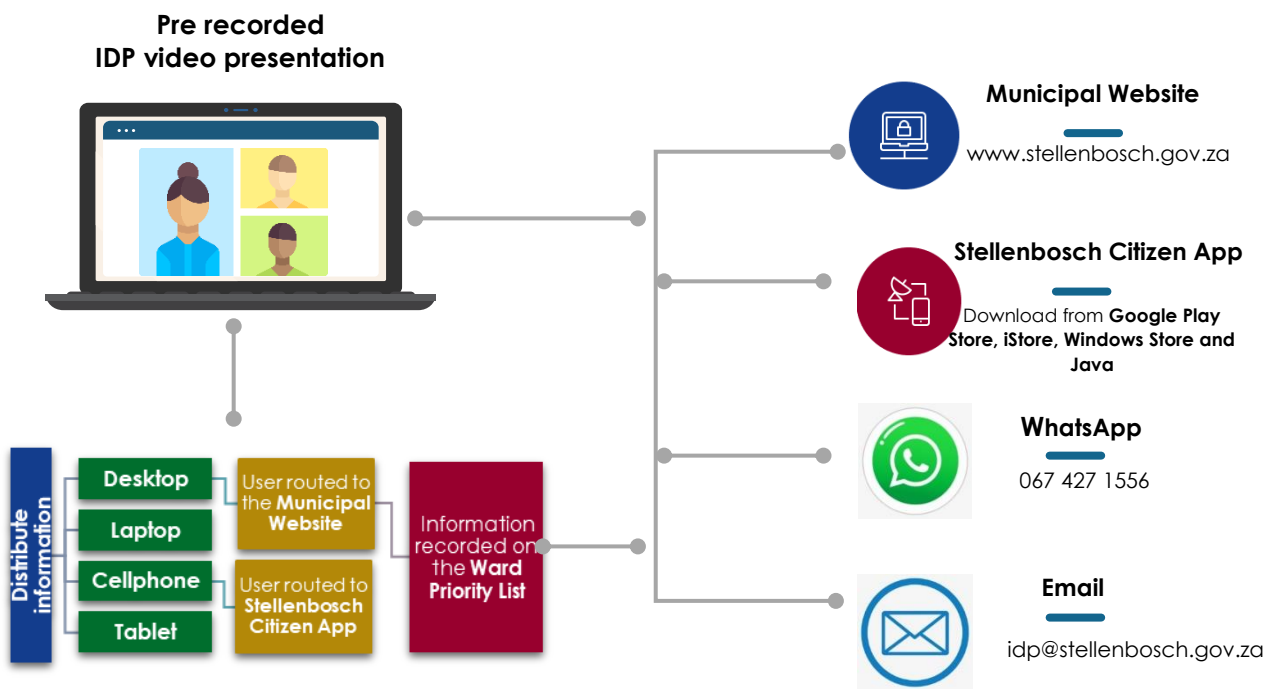 Pre recorded
IDP video presentation
Municipal Website
www.stellenbosch.gov.za
Stellenbosch Citizen App
Download from Google Play
Store, iStore, Windows Store and
Java
WhatsApp
067 427 1556
Email
idp@stellenbosch.gov.za
Distribute
information
Desktop
Laptop
Cellphone
Tablet
User routed to
the Municipal
Website
User routed to
Stellenbosch
Citizen App
Information
recorded on
the Ward
Priority List